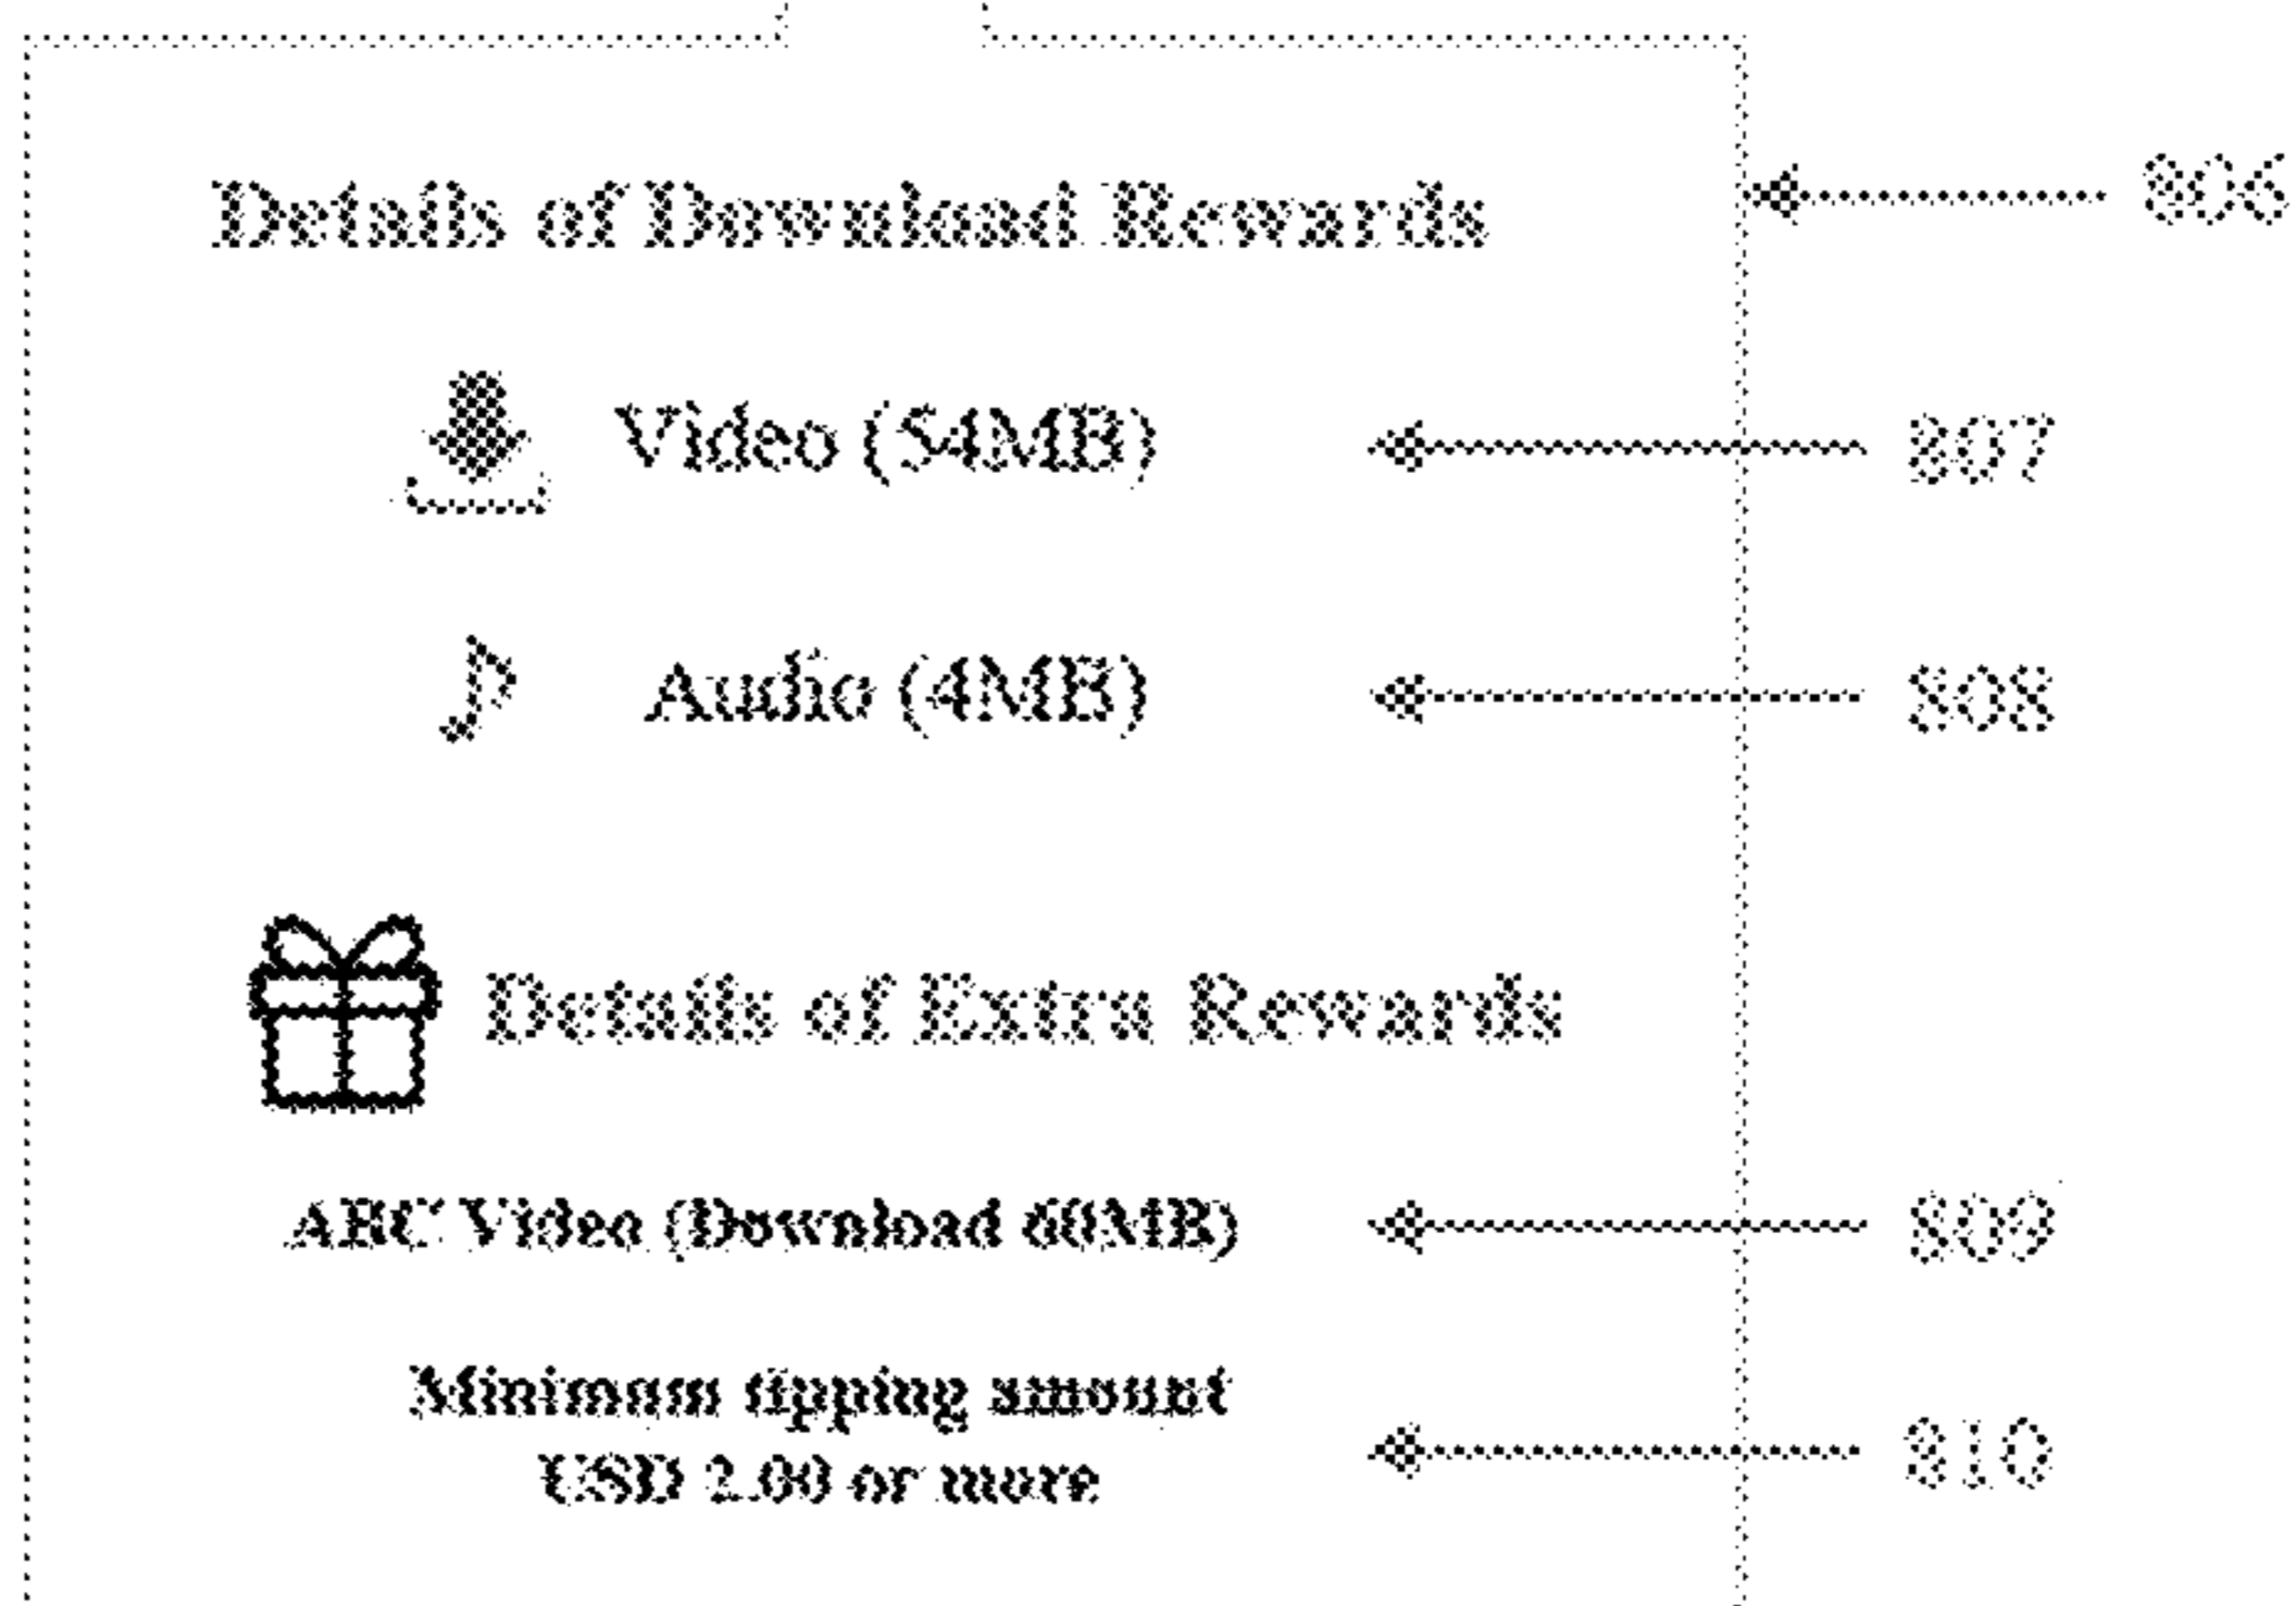 Details of Download Rewards 806
Video (54MB) 807
Audio (4MB) 808
Details of Extra Rewards
ABC Video (Download 60MB) 809
Minimum tipping amount
USD 2.00 or more 810